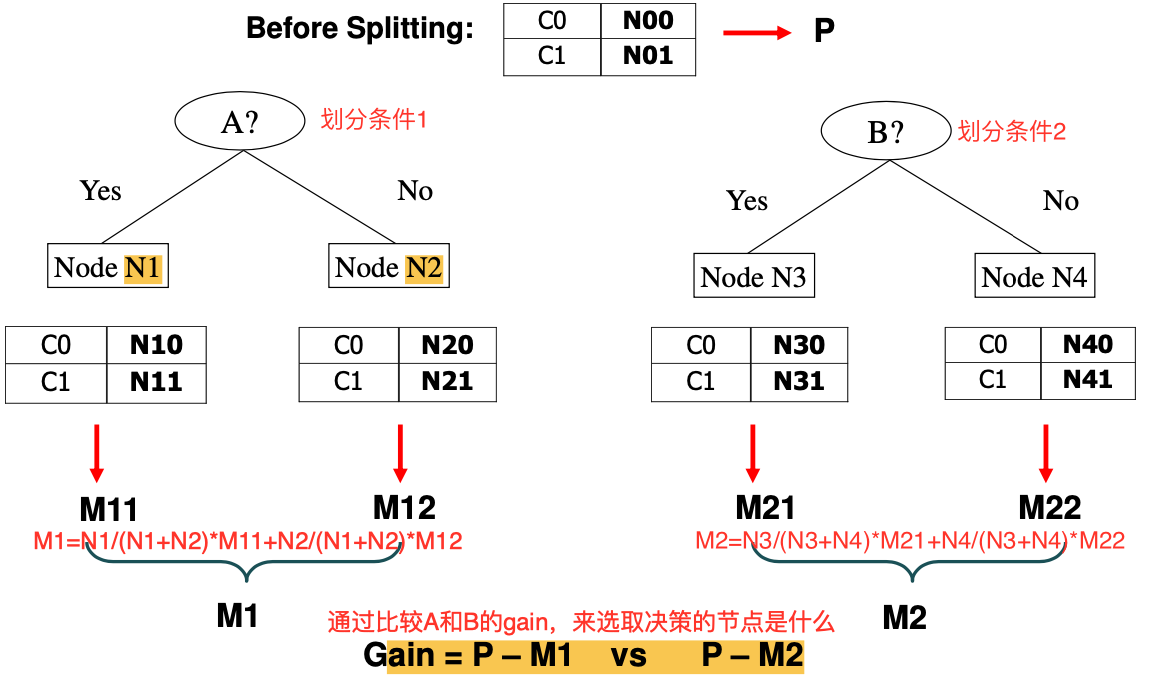 Before Splitting:
C0 N00
C1 N01
P
A?
划分条件1
B?
划分条件2
Yes
No
Yes
No
Node N1
Node N2
Node N3
Node N4
C0 N10
C1 N11
C0 N20
C1 N21
C0 N30
C1 N31
C0 N40
C1 N41
M11
M12
M21
M22
M1=N1/(N1+N2)*M11+N2/(N1+N2)*M12
M2=N3/(N3+N4)*M21+N4/(N3+N4)*M22
M1
M2
通过比较A和B的gain，来选取决策的节点是什么
Gain = P – M1 vs P – M2